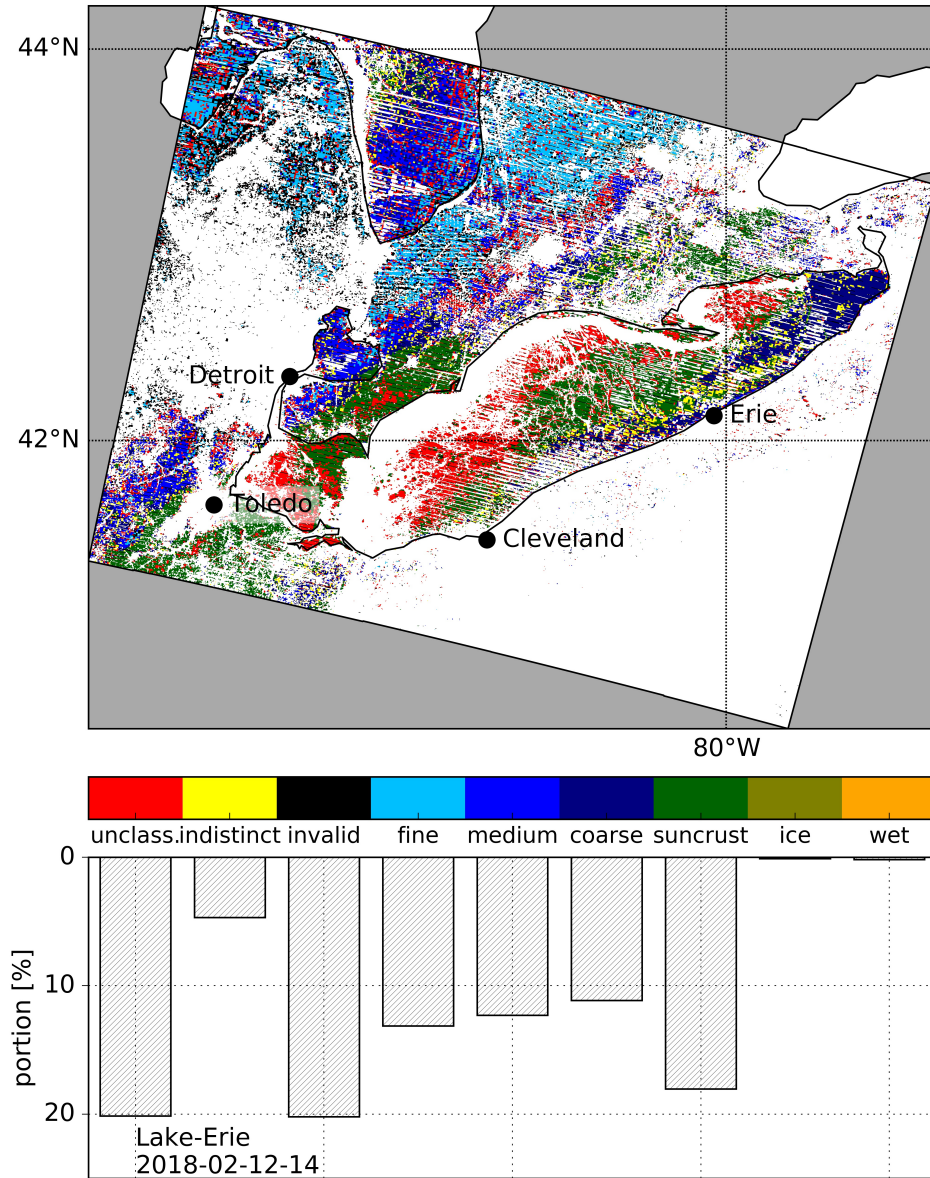 44°N
Detroit
42°N
Erie
Toledo
Cleveland
80°W
unclass. indistinct invalid fine medium coarse suncrust ice wet
0
10
20
portion [%]
Lake-Erie
2018-02-12-14